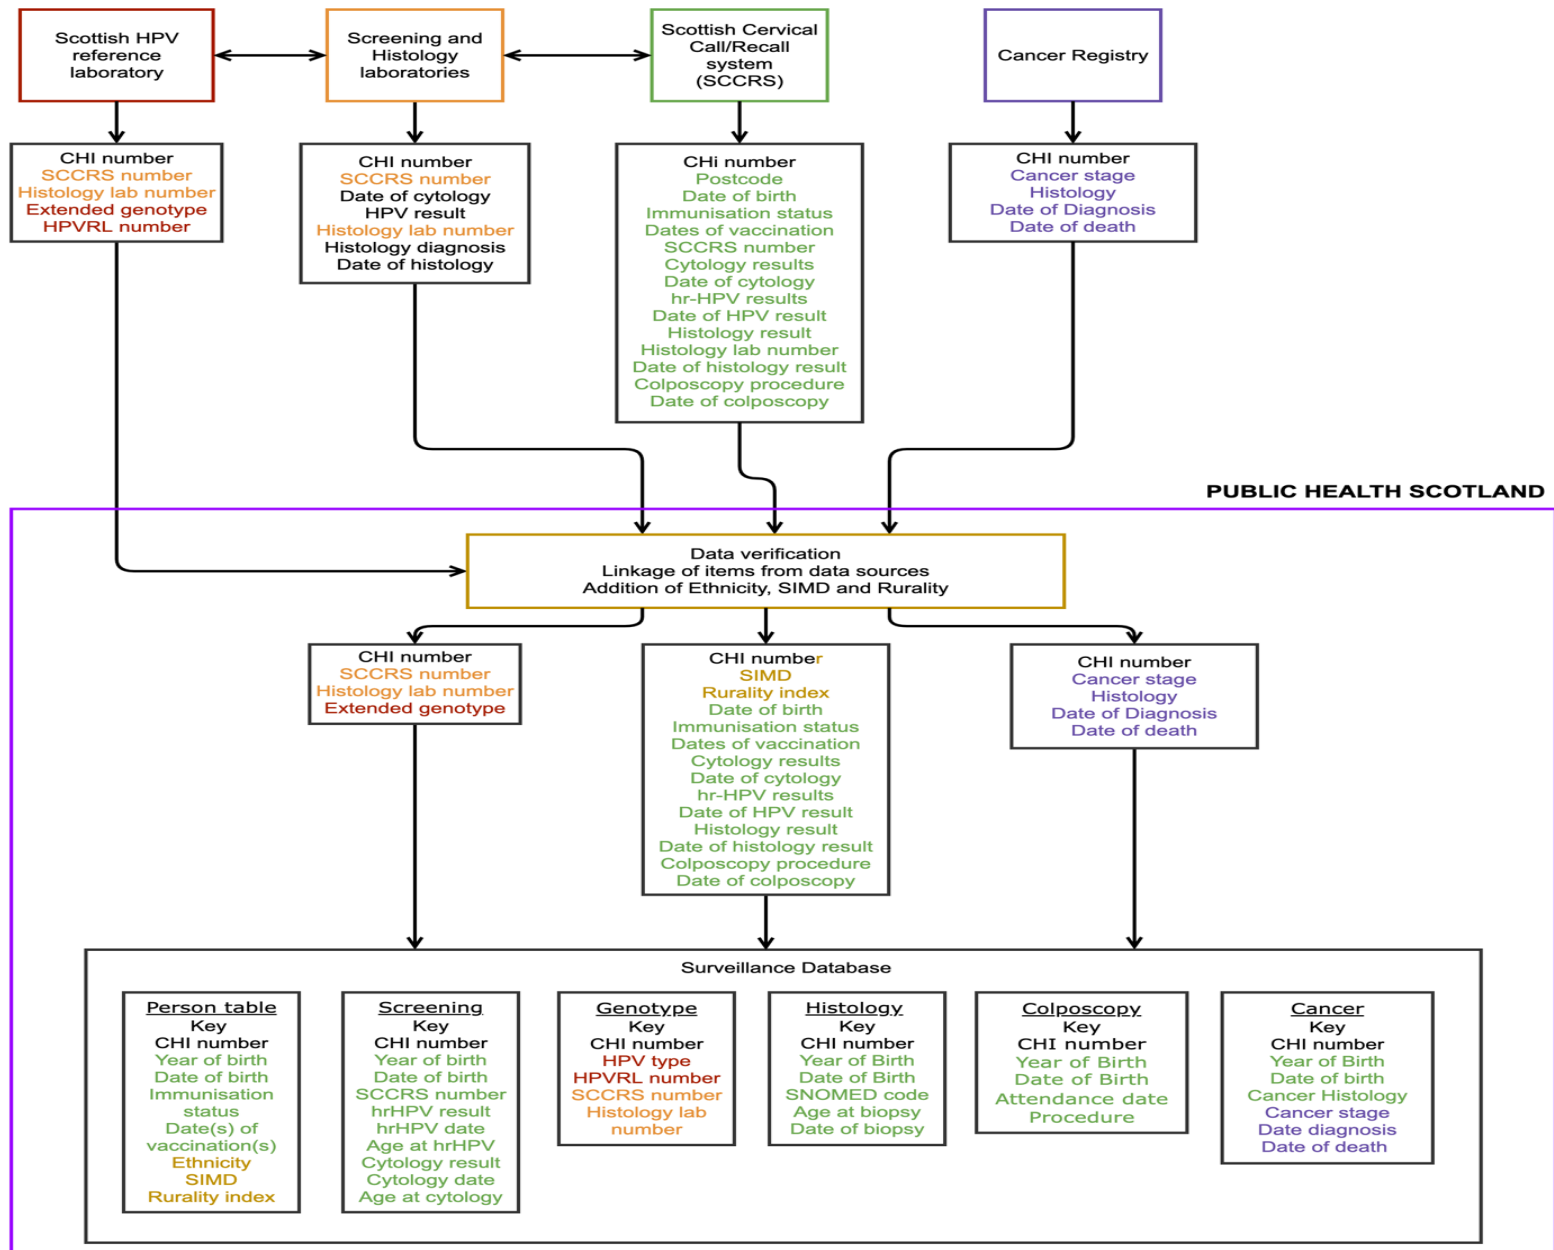 Scottish HPV
reference
laboratory
Screening and
Histology
laboratories
Scottish Cervical
Call/Recall
system
(SCCRS)
Cancer Registry
CHI number
SCCRS number
Histology lab number
Extended genotype
HPVRL number
CHI number
SCCRS number
Date of cytology
HPV result
Histology lab number
Histology diagnosis
Date of histology
CHi number
Postcode
Date of birth
Immunisation status
Dates of vaccination
SCCRS number
Cytology results
Date of cytology
hr-HPV results
Date of HPV result
Histology result
Histology lab number
Date of histology result
Colposcopy procedure
Date of colposcopy
CHI number
Cancer stage
Histology
Date of Diagnosis
Date of death
PUBLIC HEALTH SCOTLAND
Data verification
Linkage of items from data sources
Addition of Ethnicity, SIMD and Rurality
CHI number
SCCRS number
Histology lab number
Extended genotype
CHI number
SIMD
Rurality index
Date of birth
Immunisation status
Dates of vaccination
Cytology results
Date of cytology
hr-HPV results
Date of HPV result
Histology result
Date of histology result
Colposcopy procedure
Date of colposcopy
CHI number
Cancer stage
Histology
Date of Diagnosis
Date of death
Surveillance Database
Person table
Key
CHI number
Year of birth
Date of birth
Immunisation
status
Date(s) of
vaccination(s)
Ethnicity
SIMD
Rurality index
Screening
Key
CHI number
Year of birth
Date of birth
SCCRS number
hrHPV result
hrHPV date
Age at hrHPV
Cytology result
Cytology date
Age at cytology
Genotype
Key
CHI number
HPV type
HPVRL number
SCCRS number
Histology lab
number
Histology
Key
CHI number
Year of Birth
Date of Birth
SNOMED code
Age at biopsy
Date of biopsy
Colposcopy
Key
CHI number
Year of Birth
Date of Birth
Attendance date
Procedure
Cancer
Key
CHI number
Year of Birth
Date of birth
Cancer Histology
Cancer stage
Date diagnosis
Date of death